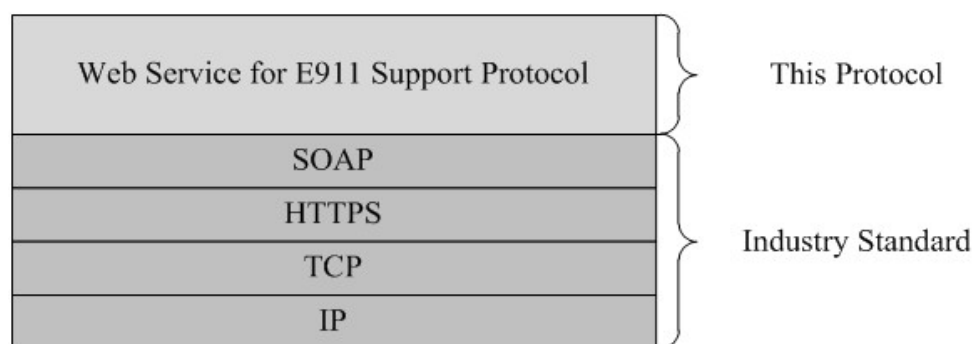 Web Service for E911 Support Protocol
This Protocol
SOAP
HTTPS
TCP
IP
Industry Standard